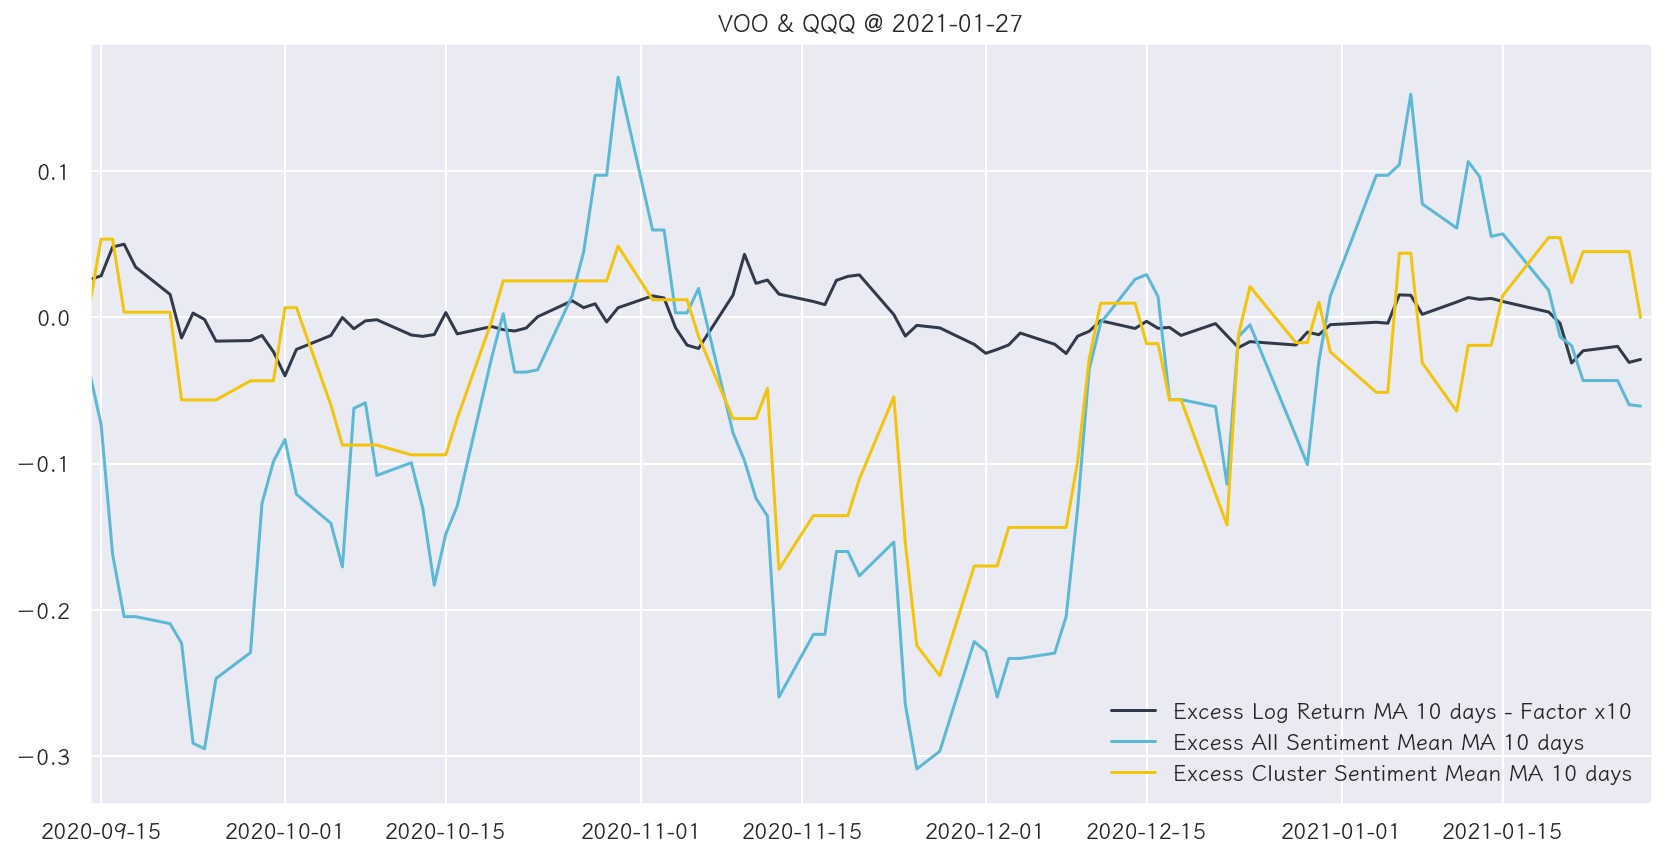 VOO & QQQ @ 2021-01-27
0.1
0.0
−0.1
−0.2
−0.3
Excess Log Return MA 10 days - Factor x10
Excess All Sentiment Mean MA 10 days
Excess Cluster Sentiment Mean MA 10 days
2020-09-15 2020-10-01 2020-10-15 2020-11-01 2020-11-15 2020-12-01 2020-12-15 2021-01-01 2021-01-15